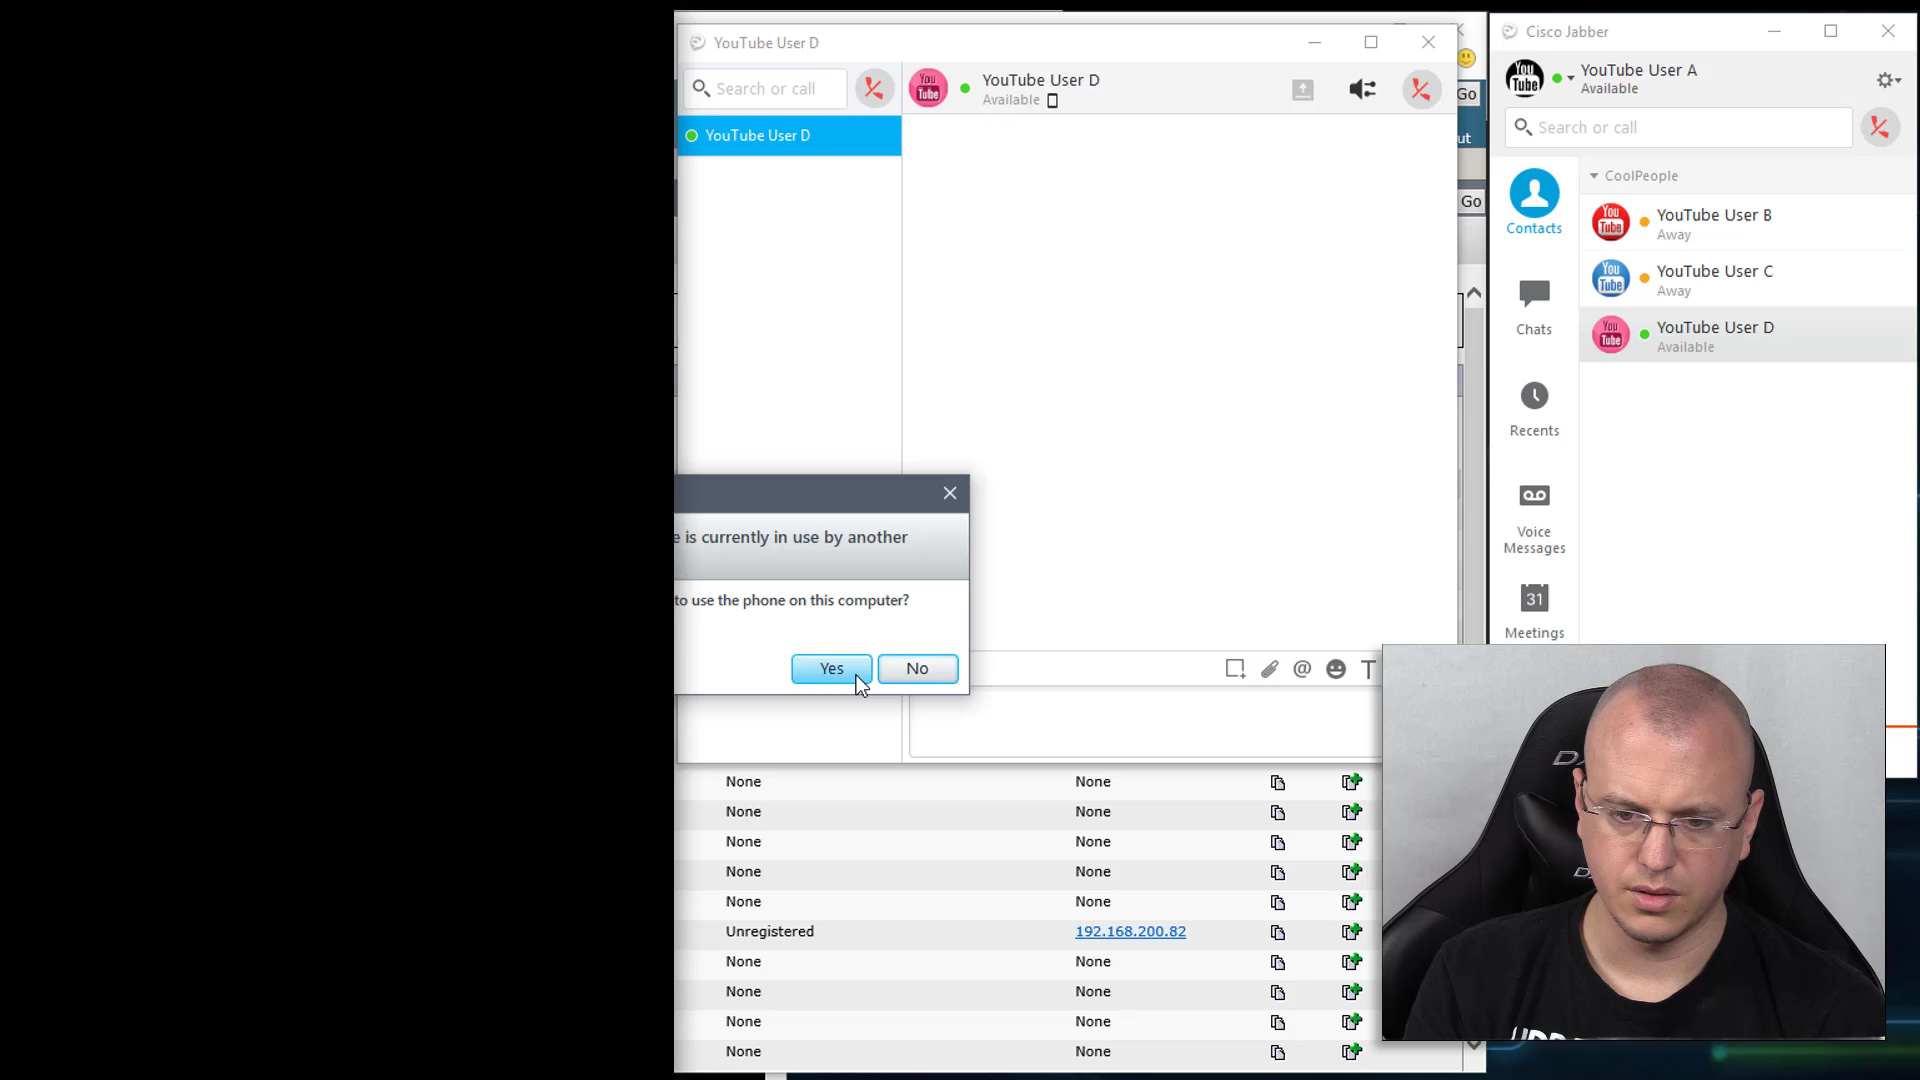 YouTube User D
Search or call
YouTube User D
Available
YouTube User D
is currently in use by another
to use the phone on this computer?
Yes
No
Go
Go
None None
None None
None None
None None
None None
Unregistered 192.168.200.82
None None
None None
None None
None None
Cisco Jabber
YouTube User A
Available
Search or call
Contacts
CoolPeople
YouTube User B
Away
YouTube User C
Away
YouTube User D
Available
Chats
Recents
Voice
Messages
31
Meetings